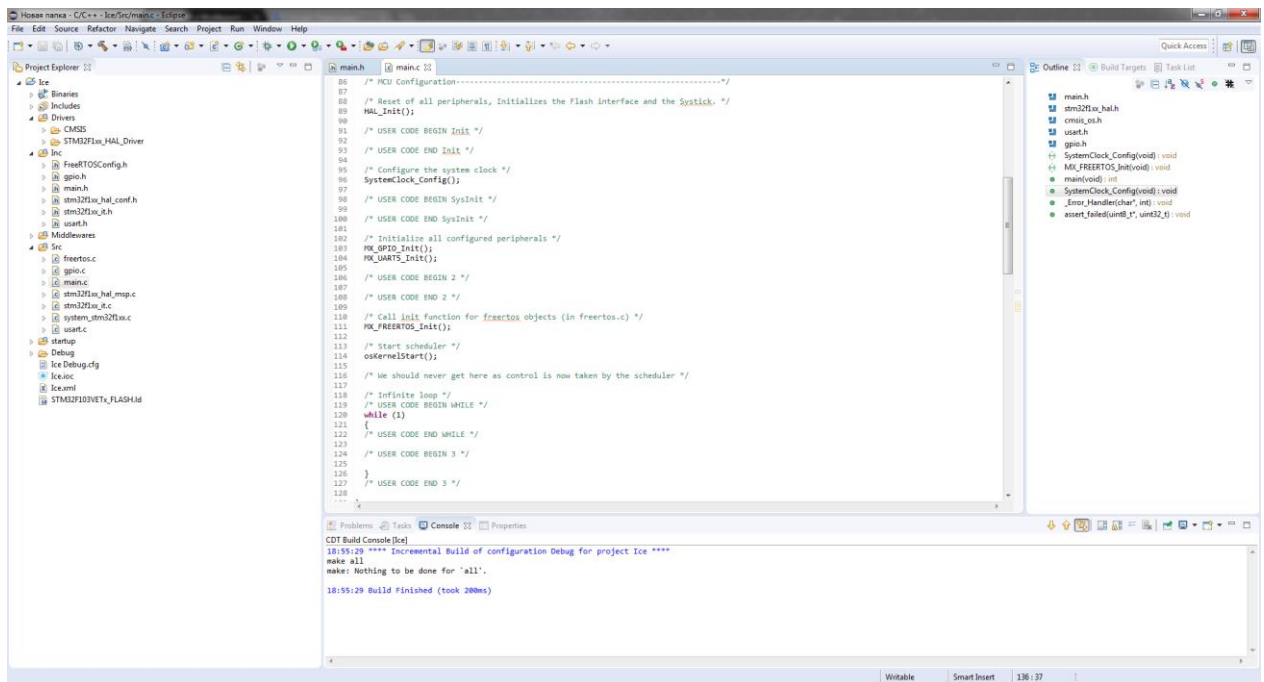 Новая папка - C/C++ - Ice/Src/main.c - Eclipse
File Edit Source Refactor Navigate Search Project Run Window Help
Quick Access
Project Explorer
Ice
Binaries
Includes
Drivers
CMSIS
STM32F1xx_HAL_Driver
Inc
FreeRTOSConfig.h
gpio.h
main.h
stm32f1xx_hal_conf.h
stm32f1xx_it.h
usart.h
Middlewares
Src
freertos.c
gpio.c
main.c
stm32f1xx_hal_msp.c
stm32f1xx_it.c
system_stm32f1xx.c
usart.c
startup
Debug
Ice Debug.cfg
Ice.ioc
Ice.xml
STM32F103VETx_FLASH.ld
main.h main.c
86 /* MCU Configuration----------------------------------------------------------*/
87
88 /* Reset of all peripherals, Initializes the Flash interface and the Systick. */
89 HAL_Init();
90
91 /* USER CODE BEGIN Init */
92
93 /* USER CODE END Init */
94
95 /* Configure the system clock */
96 SystemClock_Config();
97
98 /* USER CODE BEGIN SysInit */
99
100 /* USER CODE END SysInit */
101
102 /* Initialize all configured peripherals */
103 MX_GPIO_Init();
104 MX_UART5_Init();
105
106 /* USER CODE BEGIN 2 */
107
108 /* USER CODE END 2 */
109
110 /* Call init function for freertos objects (in freertos.c) */
111 MX_FREERTOS_Init();
112
113 /* Start scheduler */
114 osKernelStart();
115
116 /* We should never get here as control is now taken by the scheduler */
117
118 /* Infinite loop */
119 /* USER CODE BEGIN WHILE */
120 while (1)
121 {
122 /* USER CODE END WHILE */
123
124 /* USER CODE BEGIN 3 */
125
126 }
127 /* USER CODE END 3 */
128
Outline Build Targets Task List
main.h
stm32f1xx_hal.h
cmsis_os.h
usart.h
gpio.h
SystemClock_Config(void) : void
MX_FREERTOS_Init(void) : void
main(void) : int
SystemClock_Config(void) : void
_Error_Handler(char*, int) : void
assert_failed(uint8_t*, uint32_t) : void
Problems Tasks Console Properties
CDT Build Console [Ice]
18:55:29 **** Incremental Build of configuration Debug for project Ice ****
make all
make: Nothing to be done for `all'.
18:55:29 Build Finished (took 200ms)
Writable Smart Insert 136 : 37